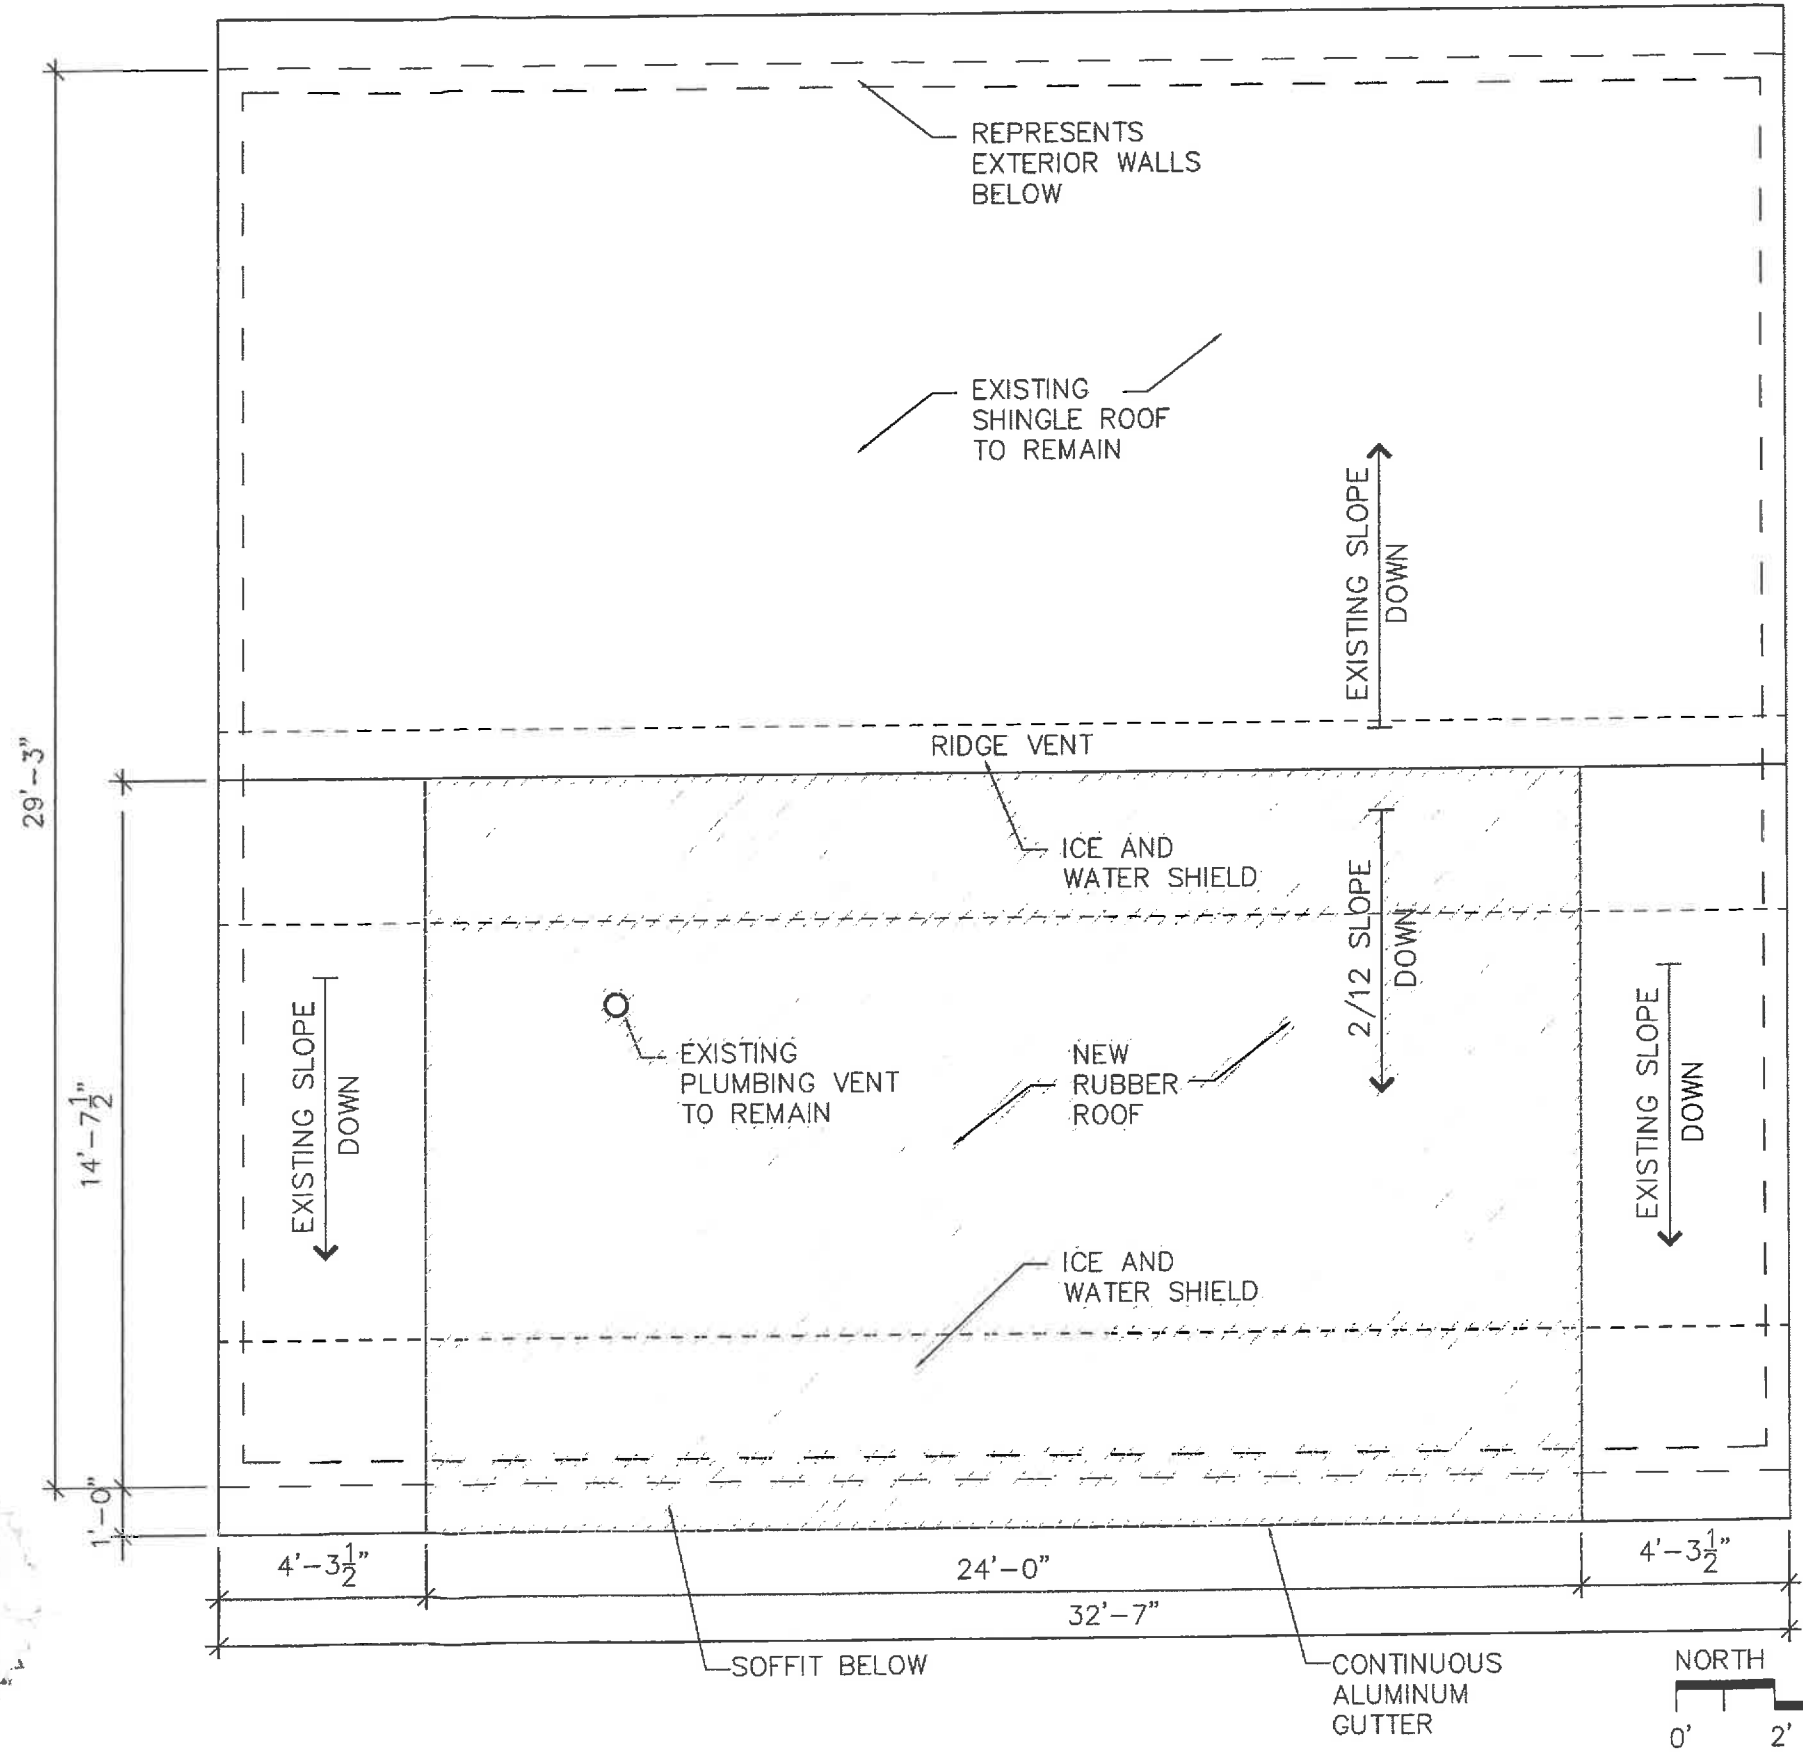 REPRESENTS
EXTERIOR WALLS
BELOW
EXISTING
SHINGLE ROOF
TO REMAIN
EXISTING SLOPE
DOWN
29'-3"
RIDGE VENT
ICE AND
WATER SHIELD
2/12 SLOPE
DOWN
14'-7½"
EXISTING SLOPE
DOWN
EXISTING
PLUMBING VENT
TO REMAIN
NEW
RUBBER
ROOF
EXISTING SLOPE
DOWN
ICE AND
WATER SHIELD
1'-0"
4'-3½"
24'-0"
4'-3½"
32'-7"
SOFFIT BELOW
CONTINUOUS
ALUMINUM
GUTTER
NORTH
0' 2'